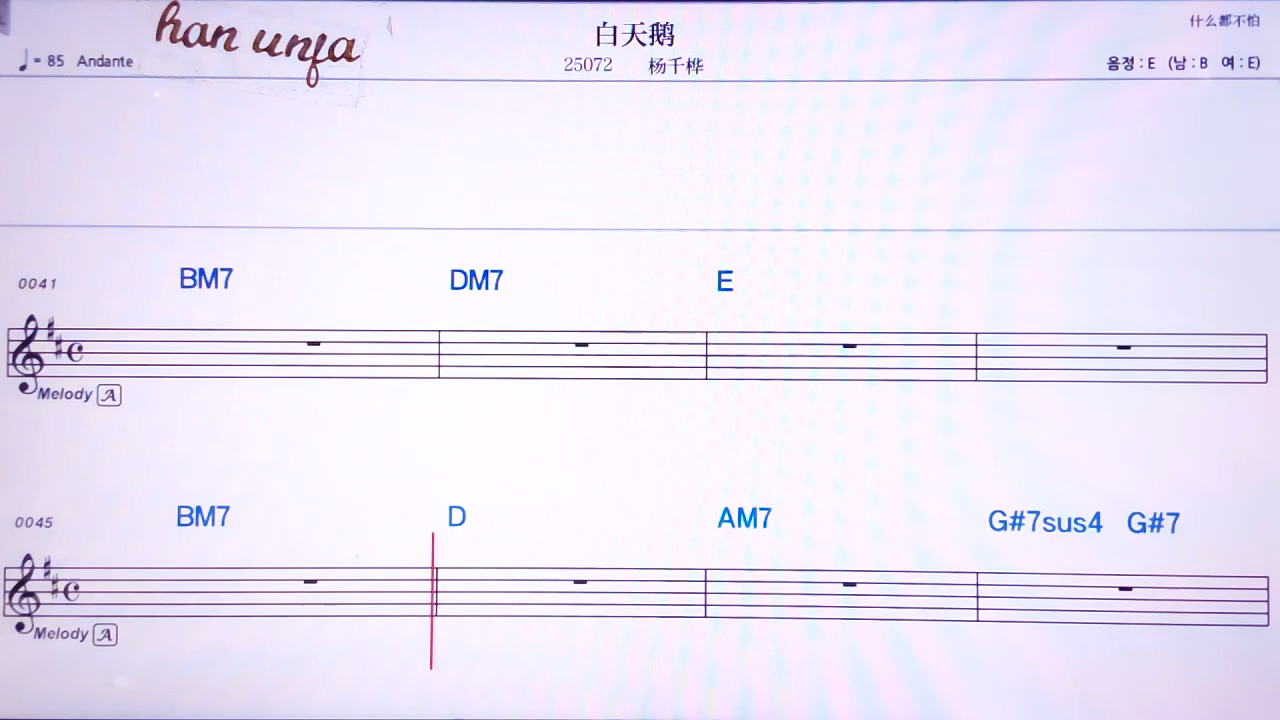 han unfa
白天鹅
什么都不怕
♩= 85 Andante
25072 杨千桦
음정 : E (남 : B 여 : E)
0041 BM7 DM7 E
Melody A
0045 BM7 D AM7 G#7sus4 G#7
Melody A